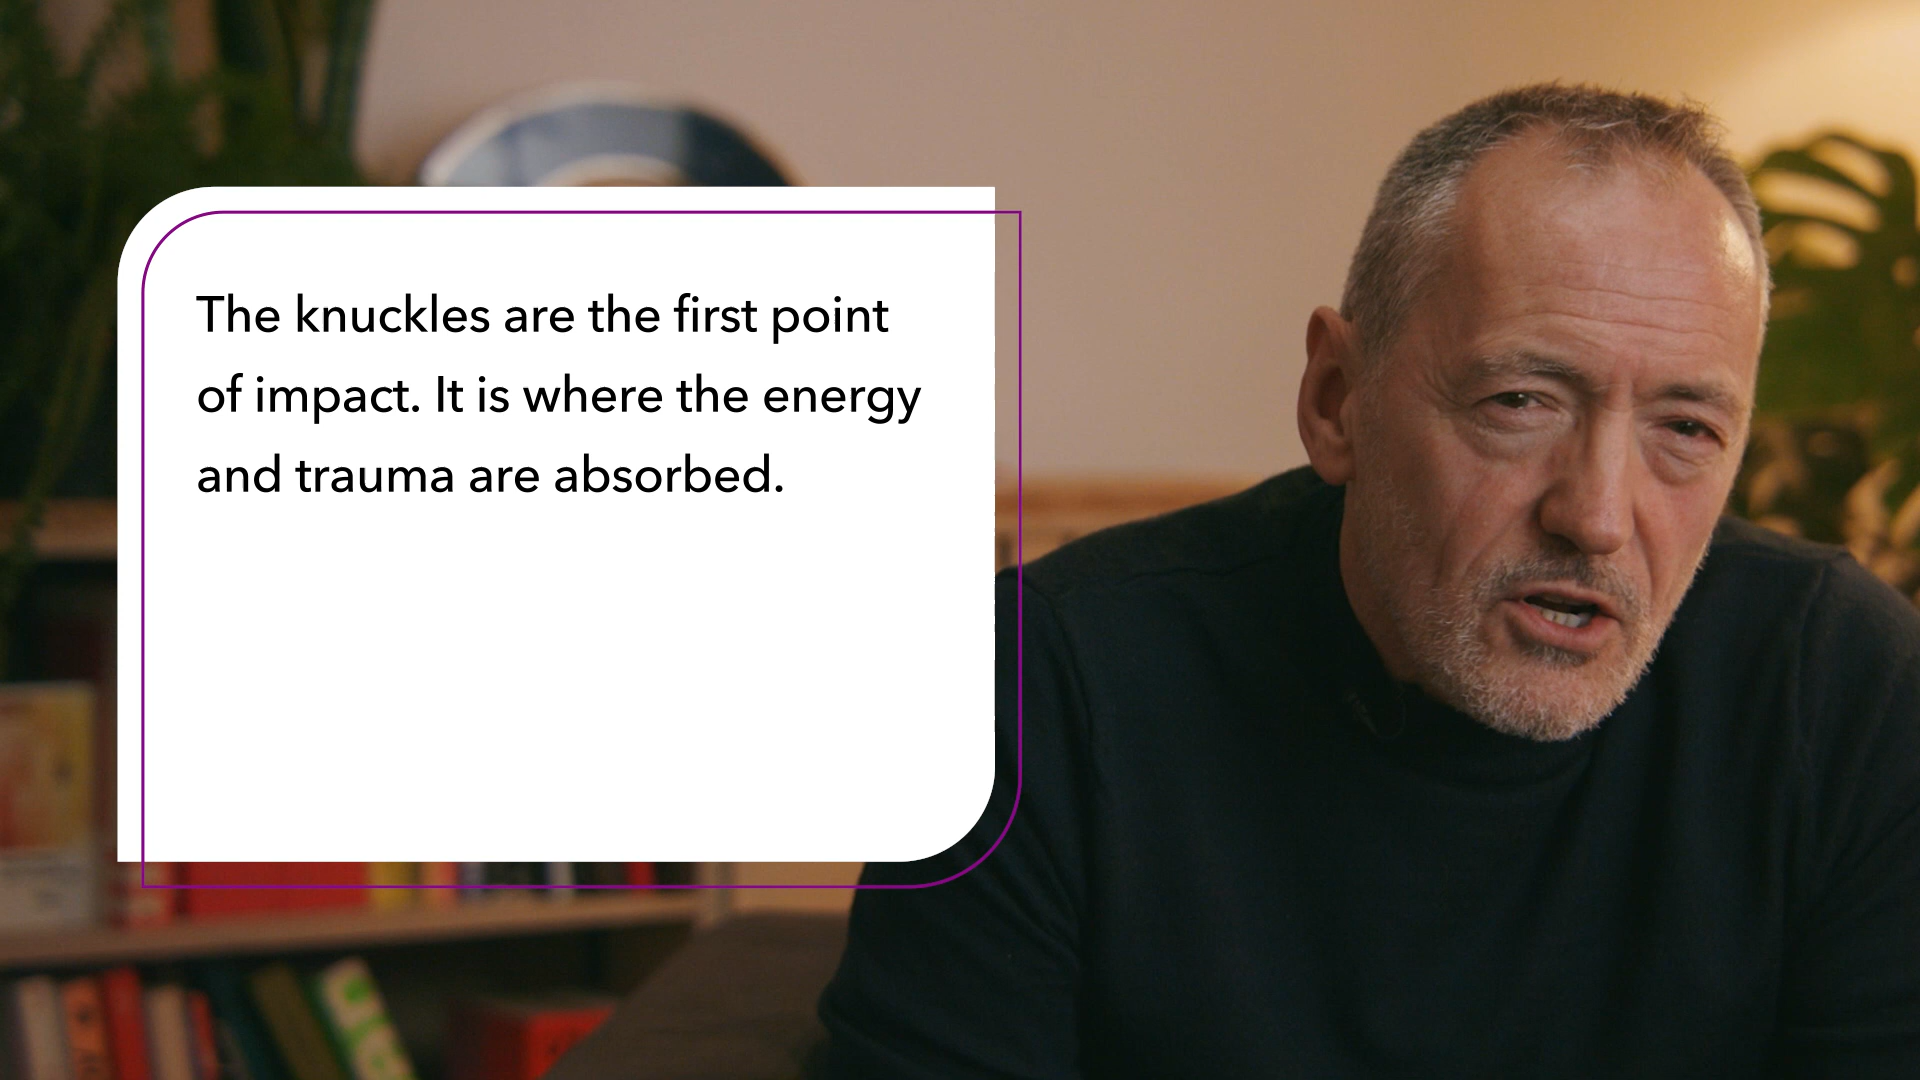 The knuckles are the first point
of impact. It is where the energy
and trauma are absorbed.